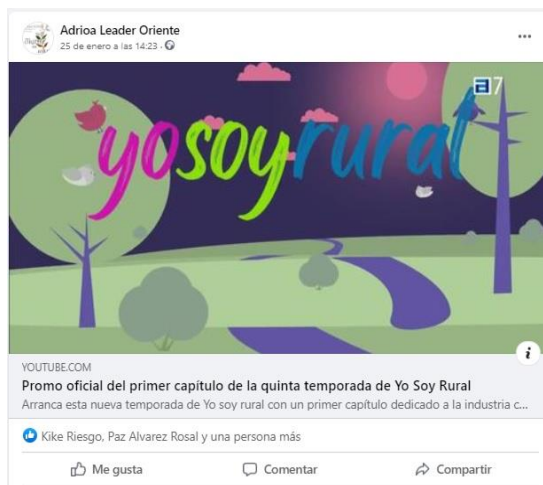 Adrioa Leader Oriente
25 de enero a las 14:23 ·
yosoyrural
a7
YOUTUBE.COM
Promo oficial del primer capítulo de la quinta temporada de Yo Soy Rural
Arranca esta nueva temporada de Yo soy rural con un primer capítulo dedicado a la industria c...
Kike Riesgo, Paz Alvarez Rosal y una persona más
Me gusta Comentar Compartir